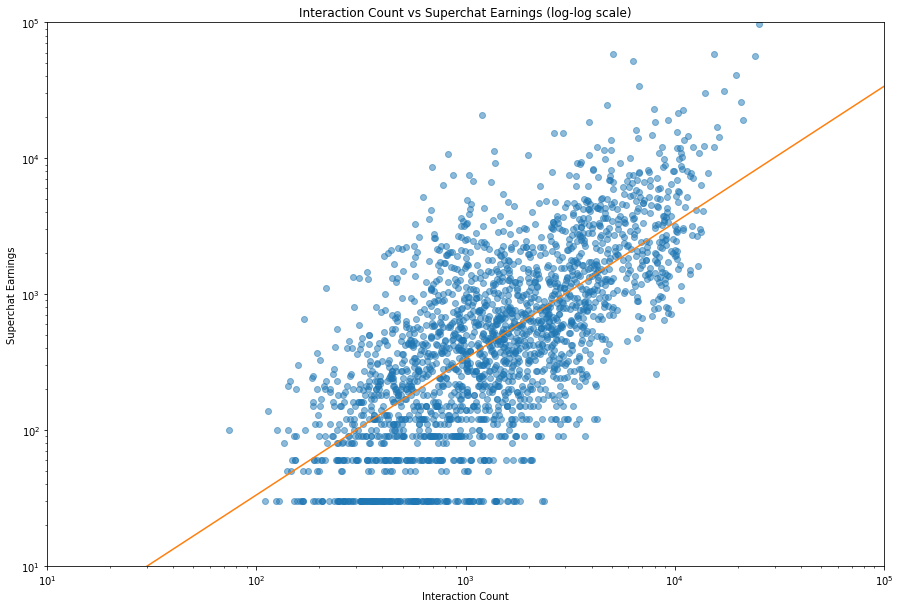 Interaction Count vs Superchat Earnings (log-log scale)
10⁵
10⁴
10³
10²
10¹
Superchat Earnings
10¹ 10² 10³ 10⁴ 10⁵
Interaction Count